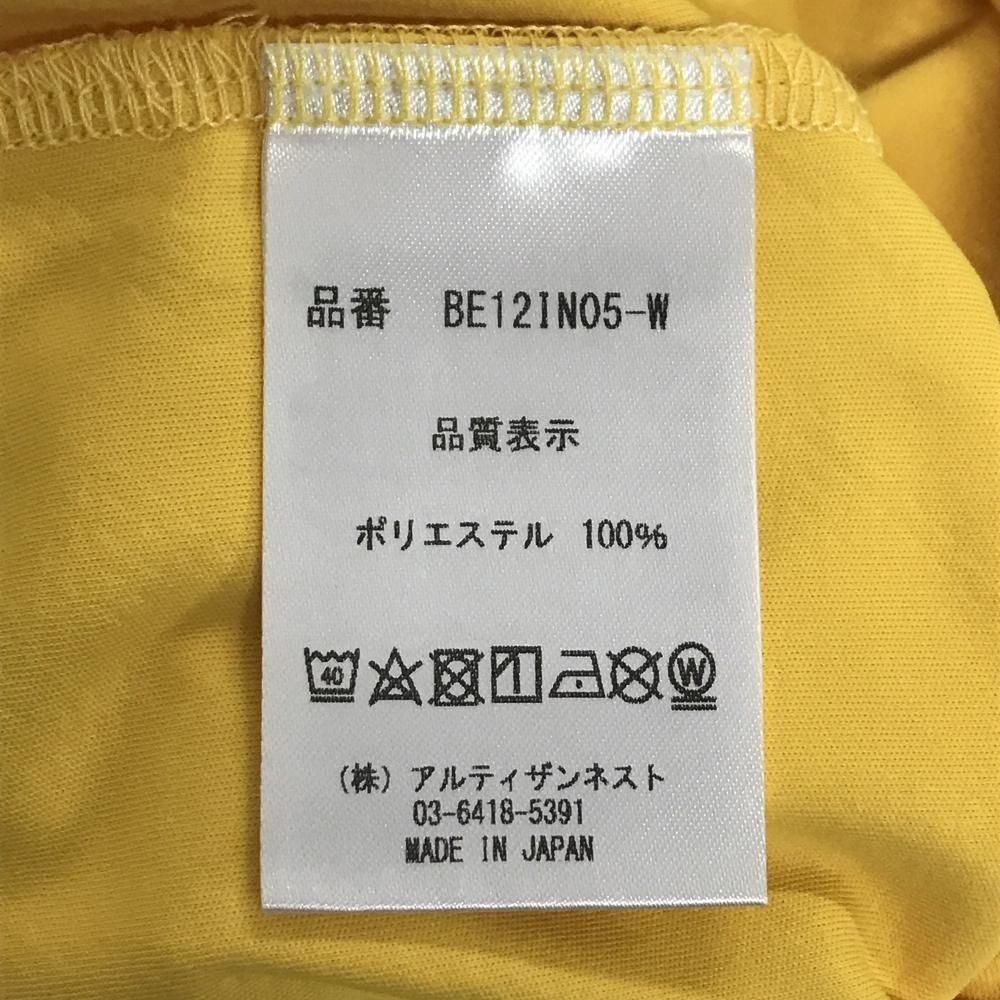 品番 BE12IN05-W
品質表示
ポリエステル 100%
40 W
(株) アルティザンネスト
03-6418-5391
MADE IN JAPAN